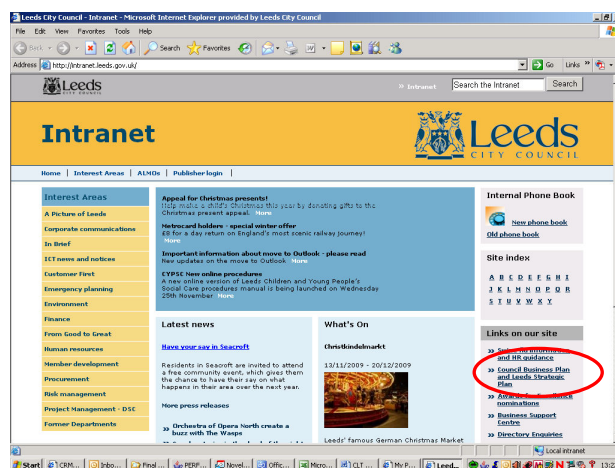 Leeds City Council - Intranet - Microsoft Internet Explorer provided by Leeds City Council
File Edit View Favorites Tools Help
Back Search Favorites
Address http://intranet.leeds.gov.uk/ Go Links
Leeds
CITY COUNCIL
» Intranet Search the Intranet Search
Intranet
Leeds
CITY COUNCIL
Home | Interest Areas | ALMOs | Publisher login |
Interest Areas
A Picture of Leeds
Corporate communications
In Brief
ICT news and notices
Customer First
Emergency planning
Environment
Finance
From Good to Great
Human resources
Member development
Procurement
Risk management
Project Management - DSC
Former Departments
Appeal for Christmas presents!
Help make a child's Christmas this year by donating gifts to the
Christmas present appeal. More
Metrocard holders - special winter offer
£8 for a day return on England's most scenic railway journey!
More
Important information about move to Outlook - please read
New updates on the move to Outlook. More
CYPSC New online procedures
A new online version of Leeds Children and Young People's
Social Care procedures manual is being launched on Wednesday
25th November More
Latest news
Have your say in Seacroft
Residents in Seacroft are invited to attend
a free community event, which gives them
the chance to have their say on what
happens in their area over the next year.
More press releases
» Orchestra of Opera North create a
buzz with The Wasps
What's On
Christkindelmarkt
13/11/2009 - 20/12/2009
Leeds' famous German Christmas Market
Internal Phone Book
New phone book
Old phone book
Site index
A B C D E F G H I
J K L M N O P Q R
S T U V W X Y
Links on our site
and HR guidance
» Council Business Plan
and Leeds Strategic
Plan
nominations
» Business Support
Centre
» Directory Enquiries
Local intranet
Start CRM... Inbo... Final ... PERF... Novel... Offic... Micro... CLT ... My P... Leed...